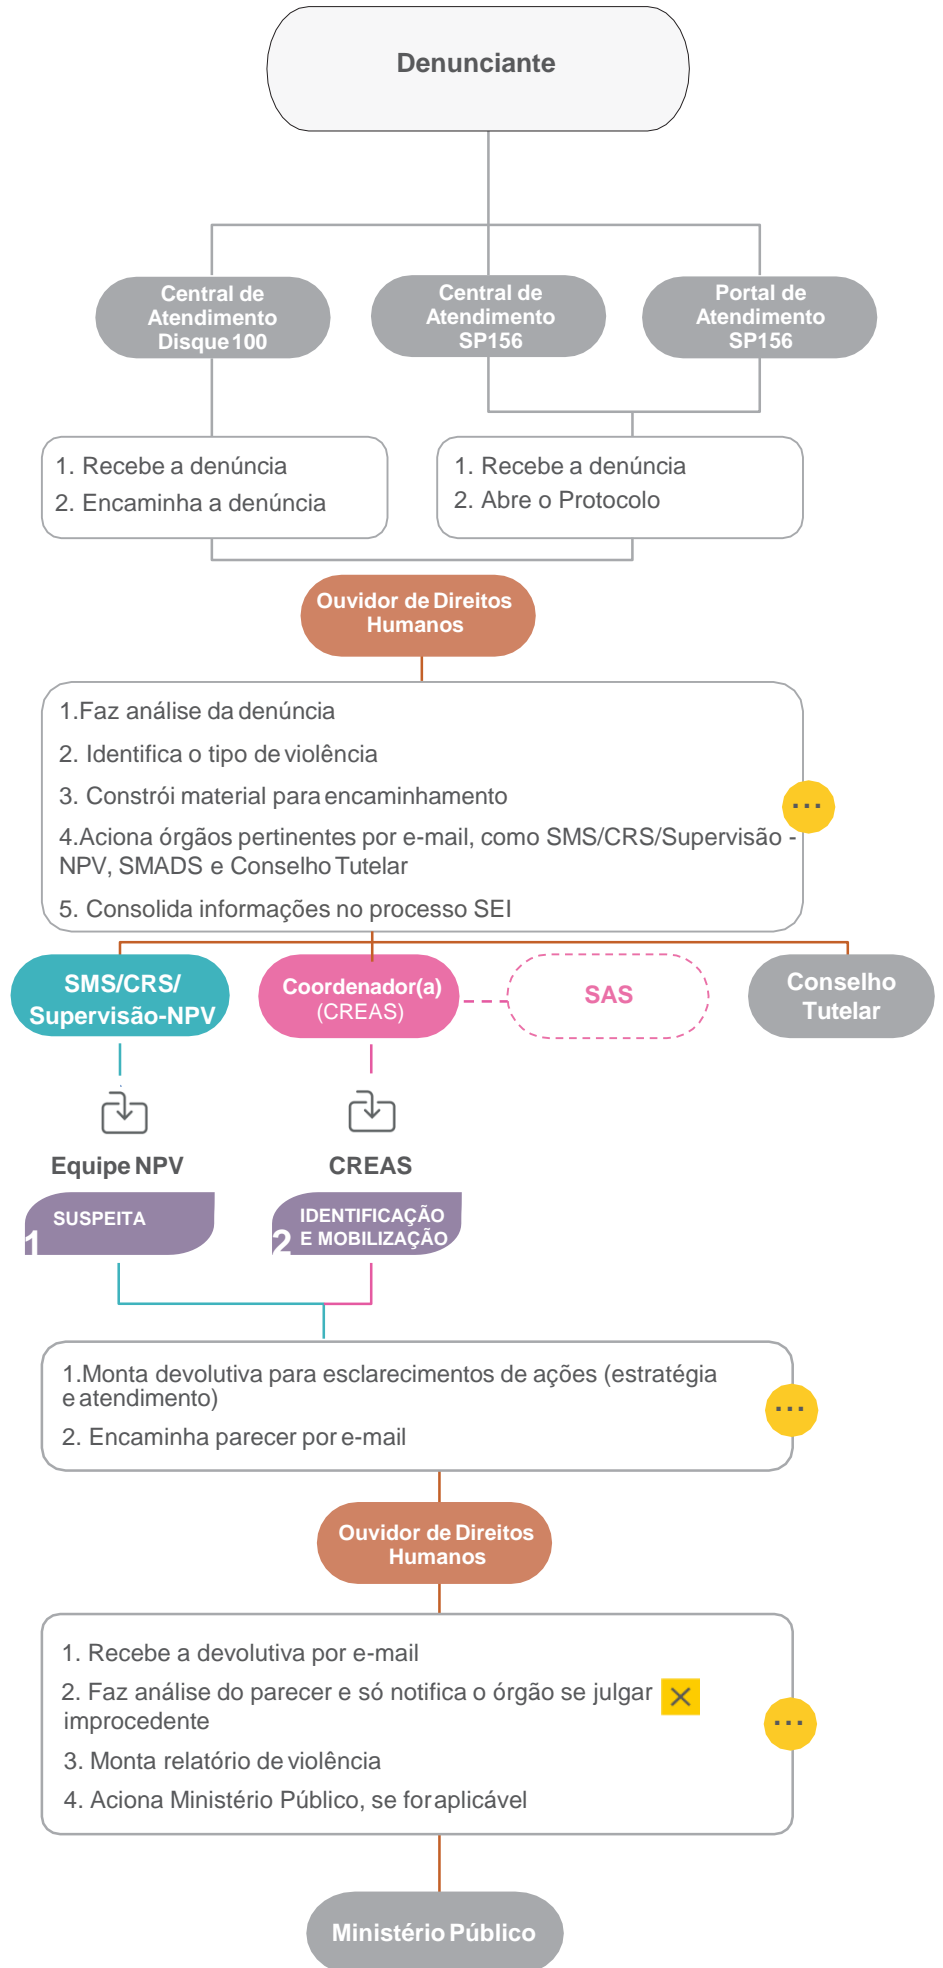 Denunciante
Central de
Atendimento
Disque 100
Central de
Atendimento
SP156
Portal de
Atendimento
SP156
1. Recebe a denúncia
2. Encaminha a denúncia
1. Recebe a denúncia
2. Abre o Protocolo
Ouvidor de Direitos
Humanos
1.Faz análise da denúncia
2. Identifica o tipo de violência
3. Constrói material para encaminhamento
4.Aciona órgãos pertinentes por e-mail, como SMS/CRS/Supervisão -
NPV, SMADS e Conselho Tutelar
5. Consolida informações no processo SEI
...
SMS/CRS/
Supervisão-NPV
Coordenador(a)
(CREAS)
SAS
Conselho
Tutelar
Equipe NPV
CREAS
1 SUSPEITA
2 IDENTIFICAÇÃO
E MOBILIZAÇÃO
1.Monta devolutiva para esclarecimentos de ações (estratégia
e atendimento)
2. Encaminha parecer por e-mail
...
Ouvidor de Direitos
Humanos
1. Recebe a devolutiva por e-mail
2. Faz análise do parecer e só notifica o órgão se julgar
improcedente
3. Monta relatório de violência
4. Aciona Ministério Público, se for aplicável
...
Ministério Público